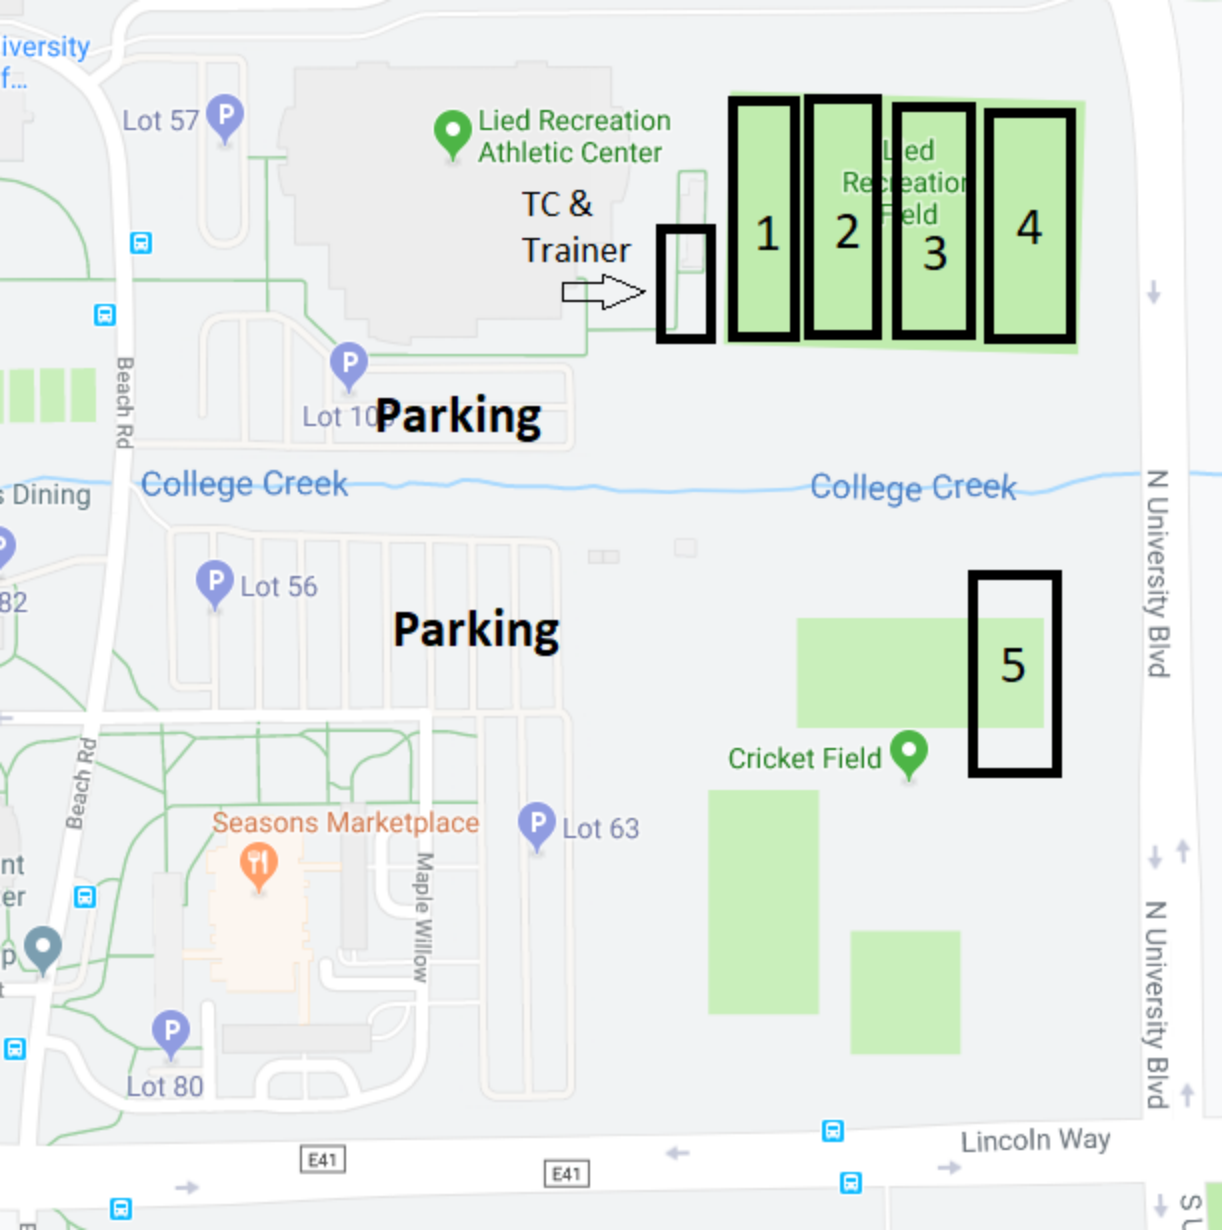 iversity
f...
Lot 57
Lied Recreation
Athletic Center
TC &
Trainer
Lied
Recreation
Field
1
2
3
4
Beach Rd
Parking
College Creek
College Creek
s Dining
N University Blvd
82
Lot 56
Parking
5
Cricket Field
Beach Rd
Seasons Marketplace
Lot 63
nt
er
Maple Willow
p
t
N University Blvd
Lot 80
Lincoln Way
E41
E41